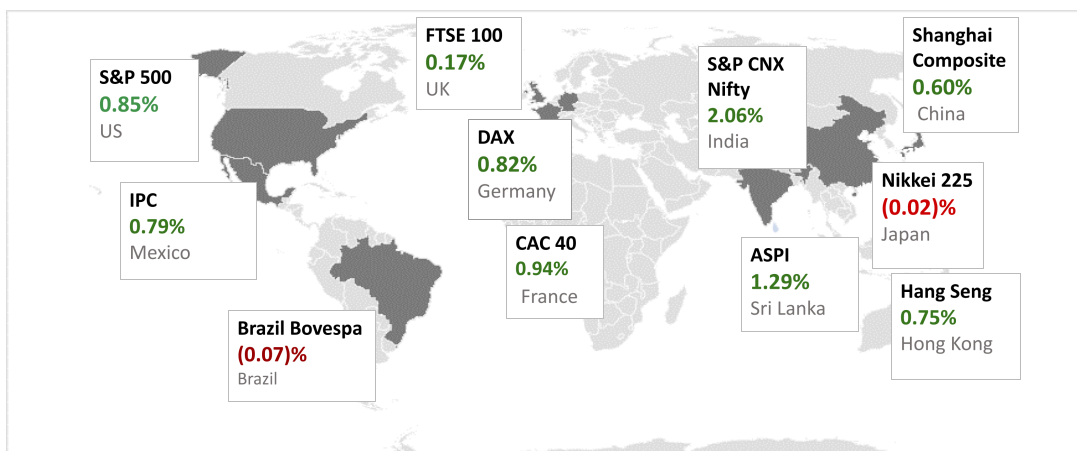 S&P 500
0.85%
US
FTSE 100
0.17%
UK
S&P CNX
Nifty
2.06%
India
Shanghai
Composite
0.60%
China
DAX
0.82%
Germany
IPC
0.79%
Mexico
Nikkei 225
(0.02)%
Japan
CAC 40
0.94%
France
ASPI
1.29%
Sri Lanka
Hang Seng
0.75%
Hong Kong
Brazil Bovespa
(0.07)%
Brazil